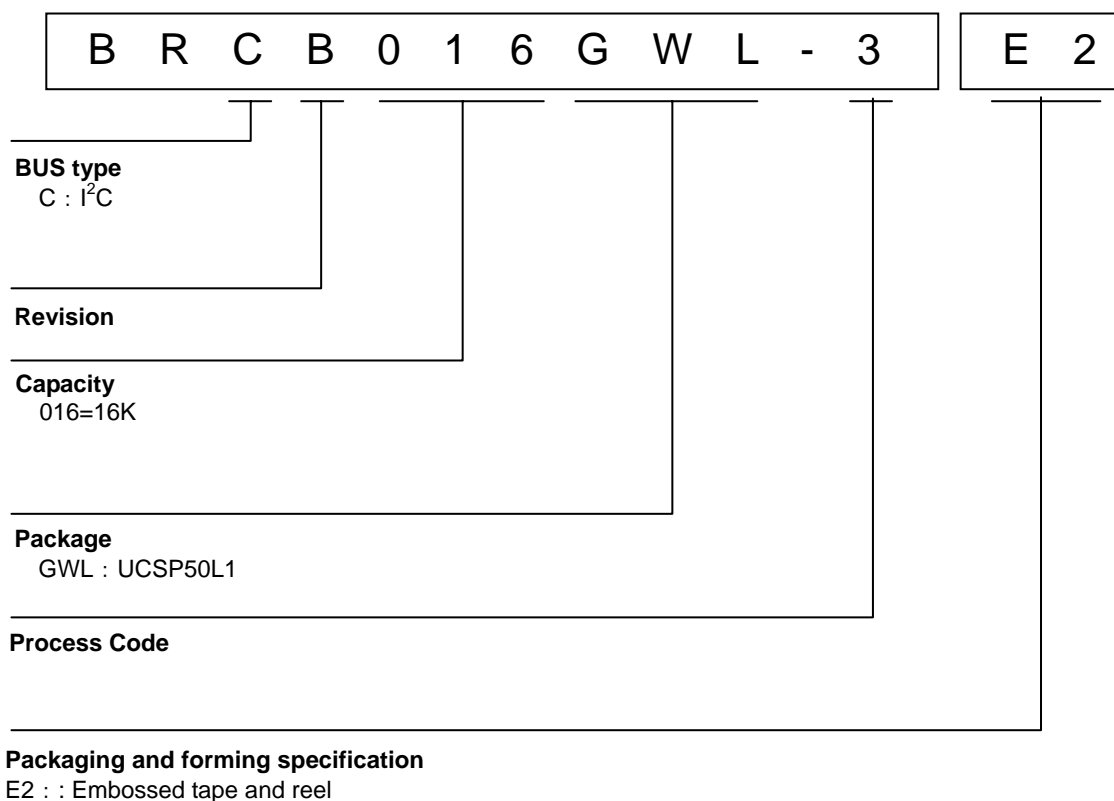 B R C B 0 1 6 G W L - 3 E 2
BUS type
C : I²C
Revision
Capacity
016=16K
Package
GWL : UCSP50L1
Process Code
Packaging and forming specification
E2 : : Embossed tape and reel